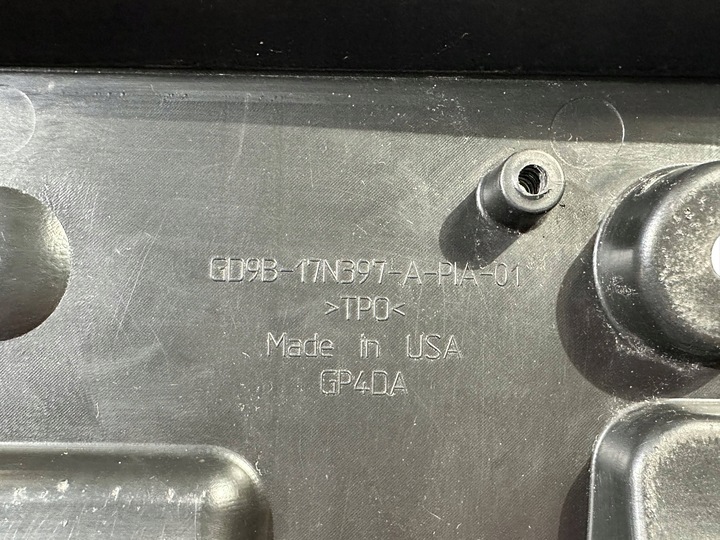 GD9B-17N397-A-PIA-01
>TPO<
Made in USA
GP4DA